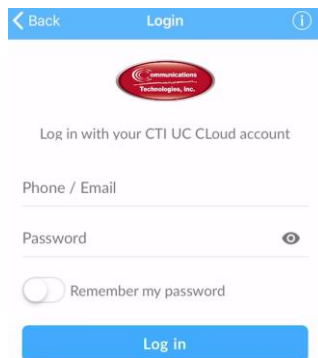 Back
Login
i
Communications
Technologies, Inc.
Log in with your CTI UC CLoud account
Phone / Email
Password
Remember my password
Log in